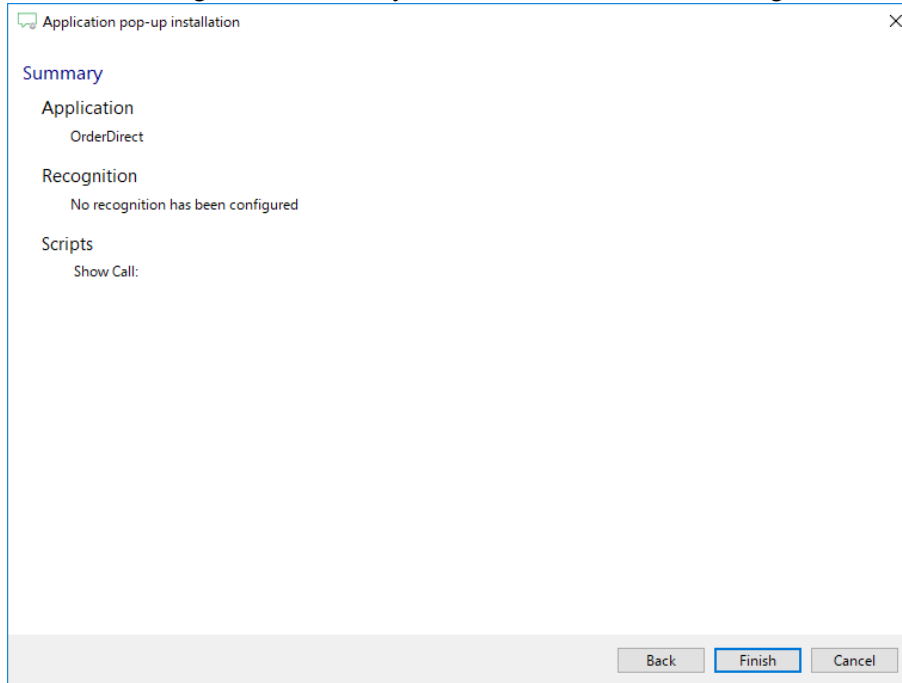 Application pop-up installation
Summary
Application
OrderDirect
Recognition
No recognition has been configured
Scripts
Show Call:
Back Finish Cancel